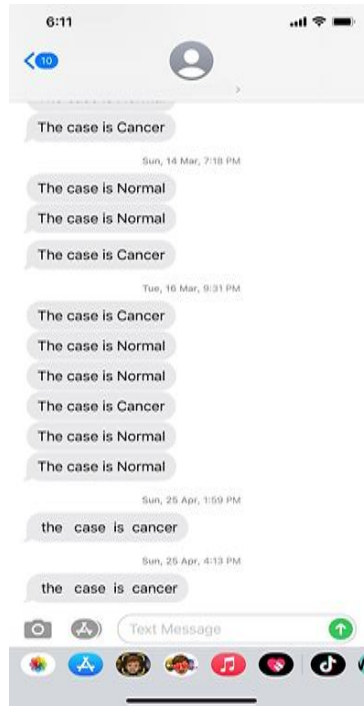 6:11
10
The case is Cancer
Sun, 14 Mar, 7:18 PM
The case is Normal
The case is Normal
The case is Cancer
Tue, 16 Mar, 9:31 PM
The case is Cancer
The case is Normal
The case is Normal
The case is Cancer
The case is Normal
The case is Normal
Sun, 25 Apr, 1:59 PM
the case is cancer
Sun, 25 Apr, 4:13 PM
the case is cancer
Text Message